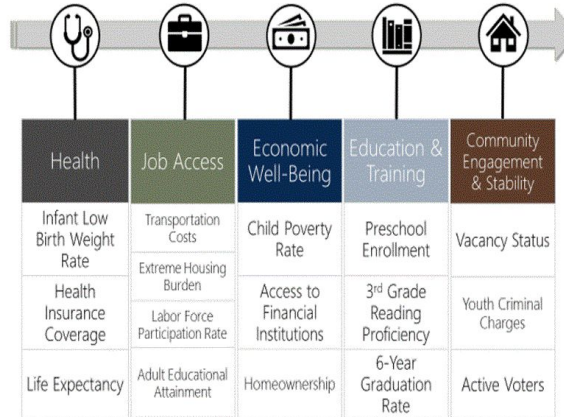 Health
Infant Low
Birth Weight
Rate
Health
Insurance
Coverage
Life Expectancy
Job Access
Transportation
Costs
Extreme Housing
Burden
Labor Force
Participation Rate
Adult Educational
Attainment
Economic
Well-Being
Child Poverty
Rate
Access to
Financial
Institutions
Homeownership
Education &
Training
Preschool
Enrollment
3rd Grade
Reading
Proficiency
6-Year
Graduation
Rate
Community
Engagement
& Stability
Vacancy Status
Youth Criminal
Charges
Active Voters